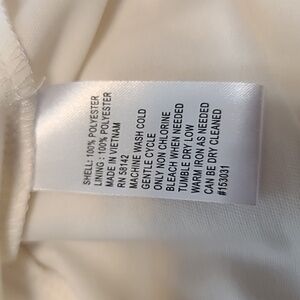 SHELL: 100% POLYESTER
LINING : 100% POLYESTER
MADE IN VIETNAM
RN 58142
MACHINE WASH COLD
GENTLE CYCLE
ONLY NON CHLORINE
BLEACH WHEN NEEDED
TUMBLE DRY LOW
WARM IRON AS NEEDED
CAN BE DRY CLEANED
#153031